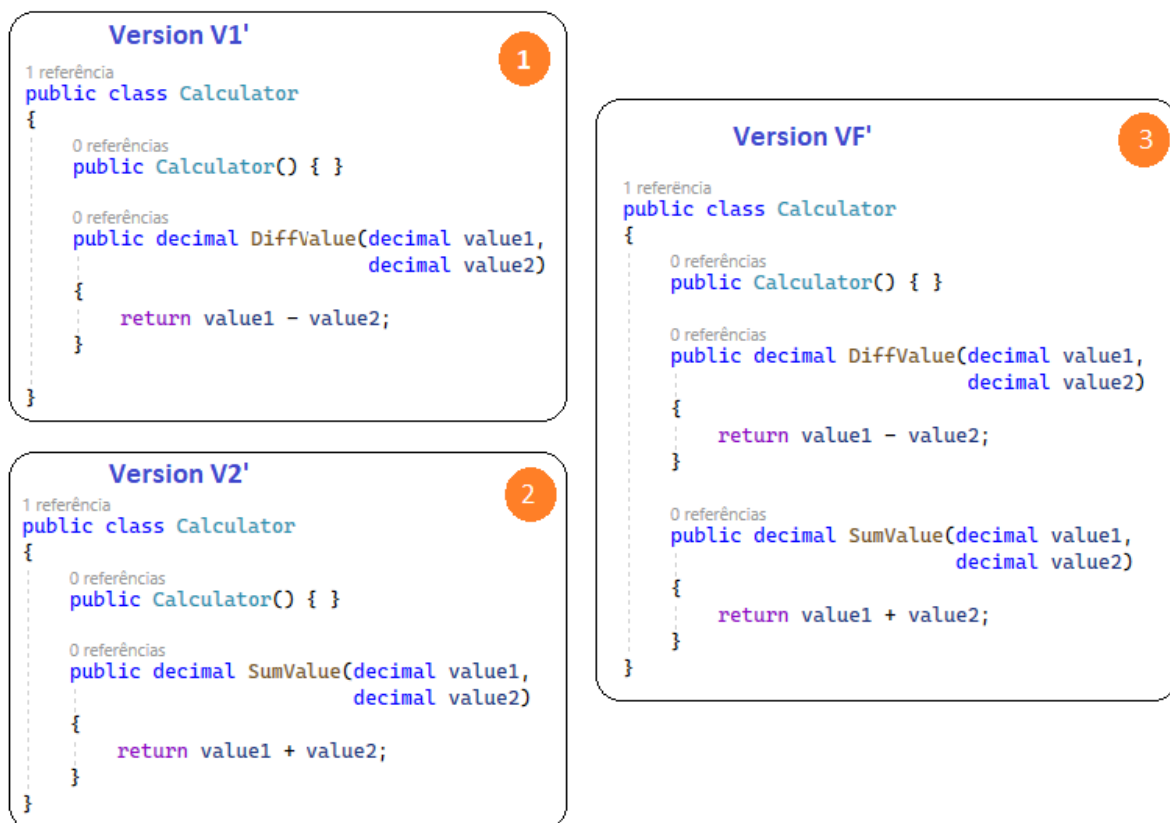 Version V1'
1
1 referência
public class Calculator
{
0 referências
public Calculator() { }
0 referências
public decimal DiffValue(decimal value1,
decimal value2)
{
return value1 - value2;
}
}
Version V2'
2
1 referência
public class Calculator
{
0 referências
public Calculator() { }
0 referências
public decimal SumValue(decimal value1,
decimal value2)
{
return value1 + value2;
}
}
Version VF'
3
1 referência
public class Calculator
{
0 referências
public Calculator() { }
0 referências
public decimal DiffValue(decimal value1,
decimal value2)
{
return value1 - value2;
}
0 referências
public decimal SumValue(decimal value1,
decimal value2)
{
return value1 + value2;
}
}